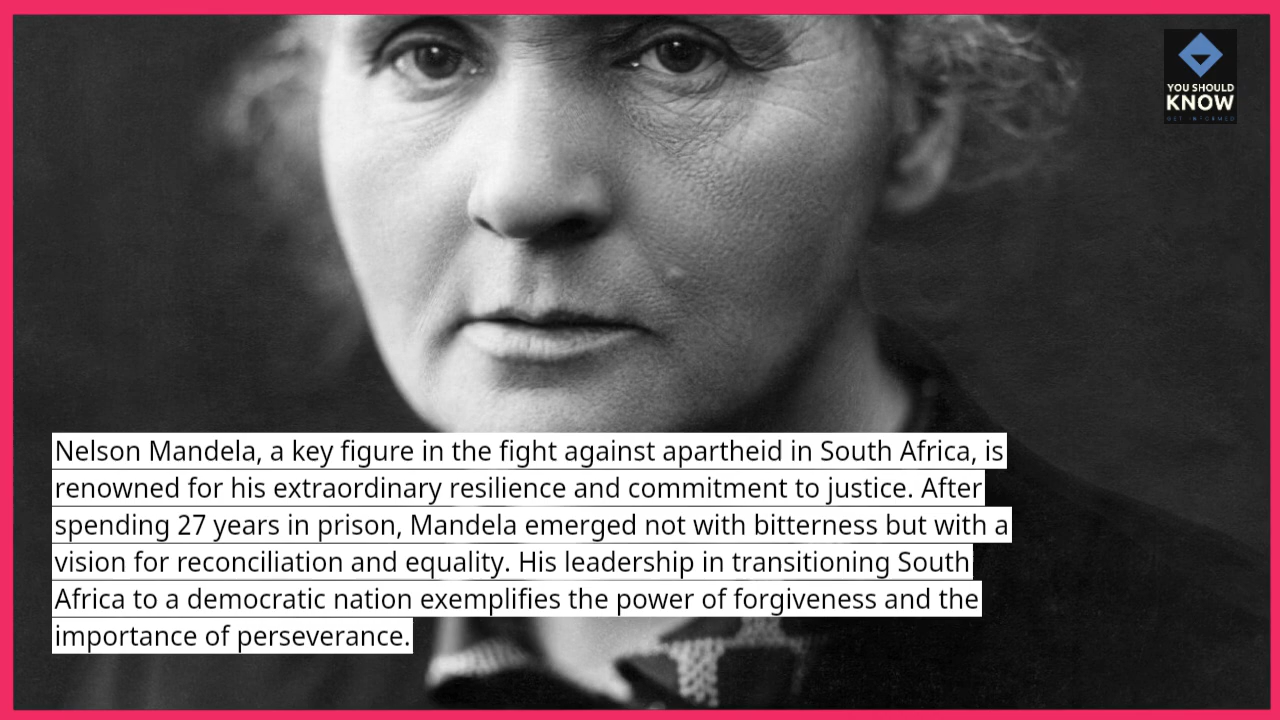 YOU SHOULD
KNOW
GET INFORMED
Nelson Mandela, a key figure in the fight against apartheid in South Africa, is
renowned for his extraordinary resilience and commitment to justice. After
spending 27 years in prison, Mandela emerged not with bitterness but with a
vision for reconciliation and equality. His leadership in transitioning South
Africa to a democratic nation exemplifies the power of forgiveness and the
importance of perseverance.